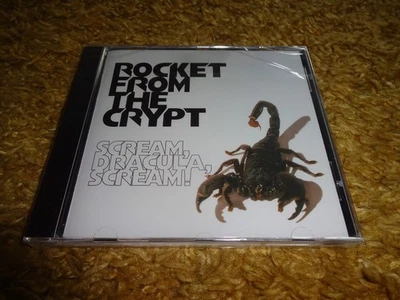 ROCKET
FROM
THE
CRYPT
SCREAM,
DRACULA,
SCREAM!